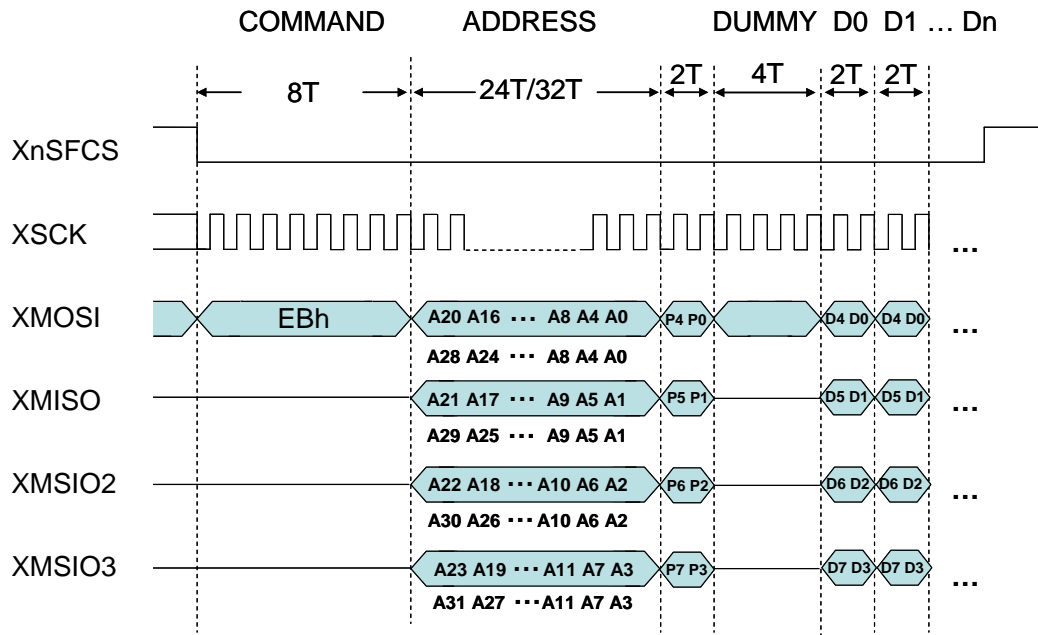 COMMAND ADDRESS DUMMY D0 D1 ... Dn
8T 24T/32T 2T 4T 2T 2T
XnSFCS
XSCK ...
XMOSI EBh A20 A16 ··· A8 A4 A0 P4 P0 D4 D0 D4 D0 ...
A28 A24 ··· A8 A4 A0
XMISO A21 A17 ··· A9 A5 A1 P5 P1 D5 D1 D5 D1 ...
A29 A25 ··· A9 A5 A1
XMSIO2 A22 A18 ··· A10 A6 A2 P6 P2 D6 D2 D6 D2 ...
A30 A26 ··· A10 A6 A2
XMSIO3 A23 A19 ··· A11 A7 A3 P7 P3 D7 D3 D7 D3 ...
A31 A27 ··· A11 A7 A3